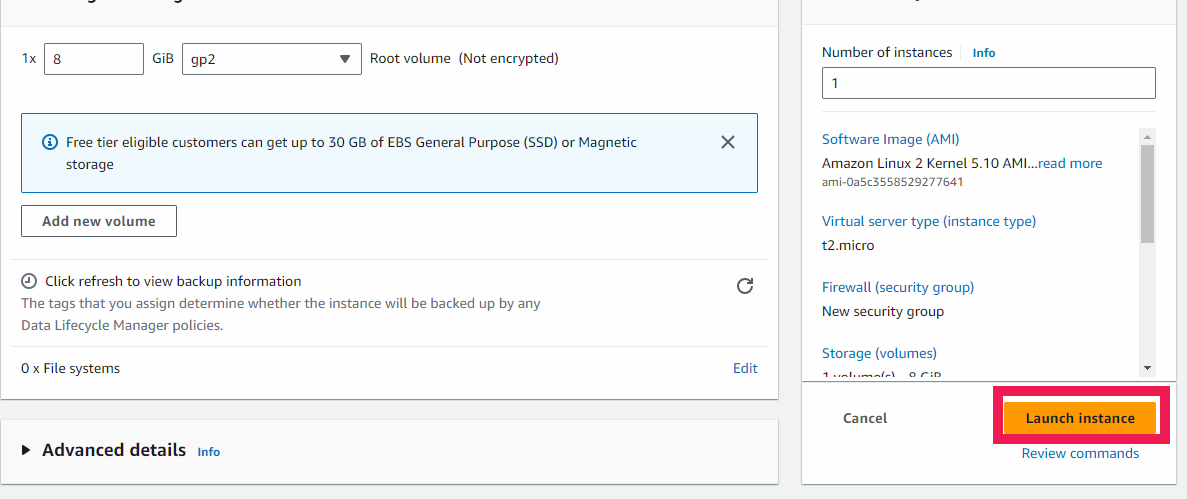 1x 8 GiB gp2 Root volume (Not encrypted)
Free tier eligible customers can get up to 30 GB of EBS General Purpose (SSD) or Magnetic
storage
Add new volume
Click refresh to view backup information
The tags that you assign determine whether the instance will be backed up by any
Data Lifecycle Manager policies.
0 x File systems
Edit
Advanced details Info
Number of instances Info
1
Software Image (AMI)
Amazon Linux 2 Kernel 5.10 AMI...read more
ami-0a5c3558529277641
Virtual server type (instance type)
t2.micro
Firewall (security group)
New security group
Storage (volumes)
1 volume(s) - 8 GiB
Cancel
Launch instance
Review commands